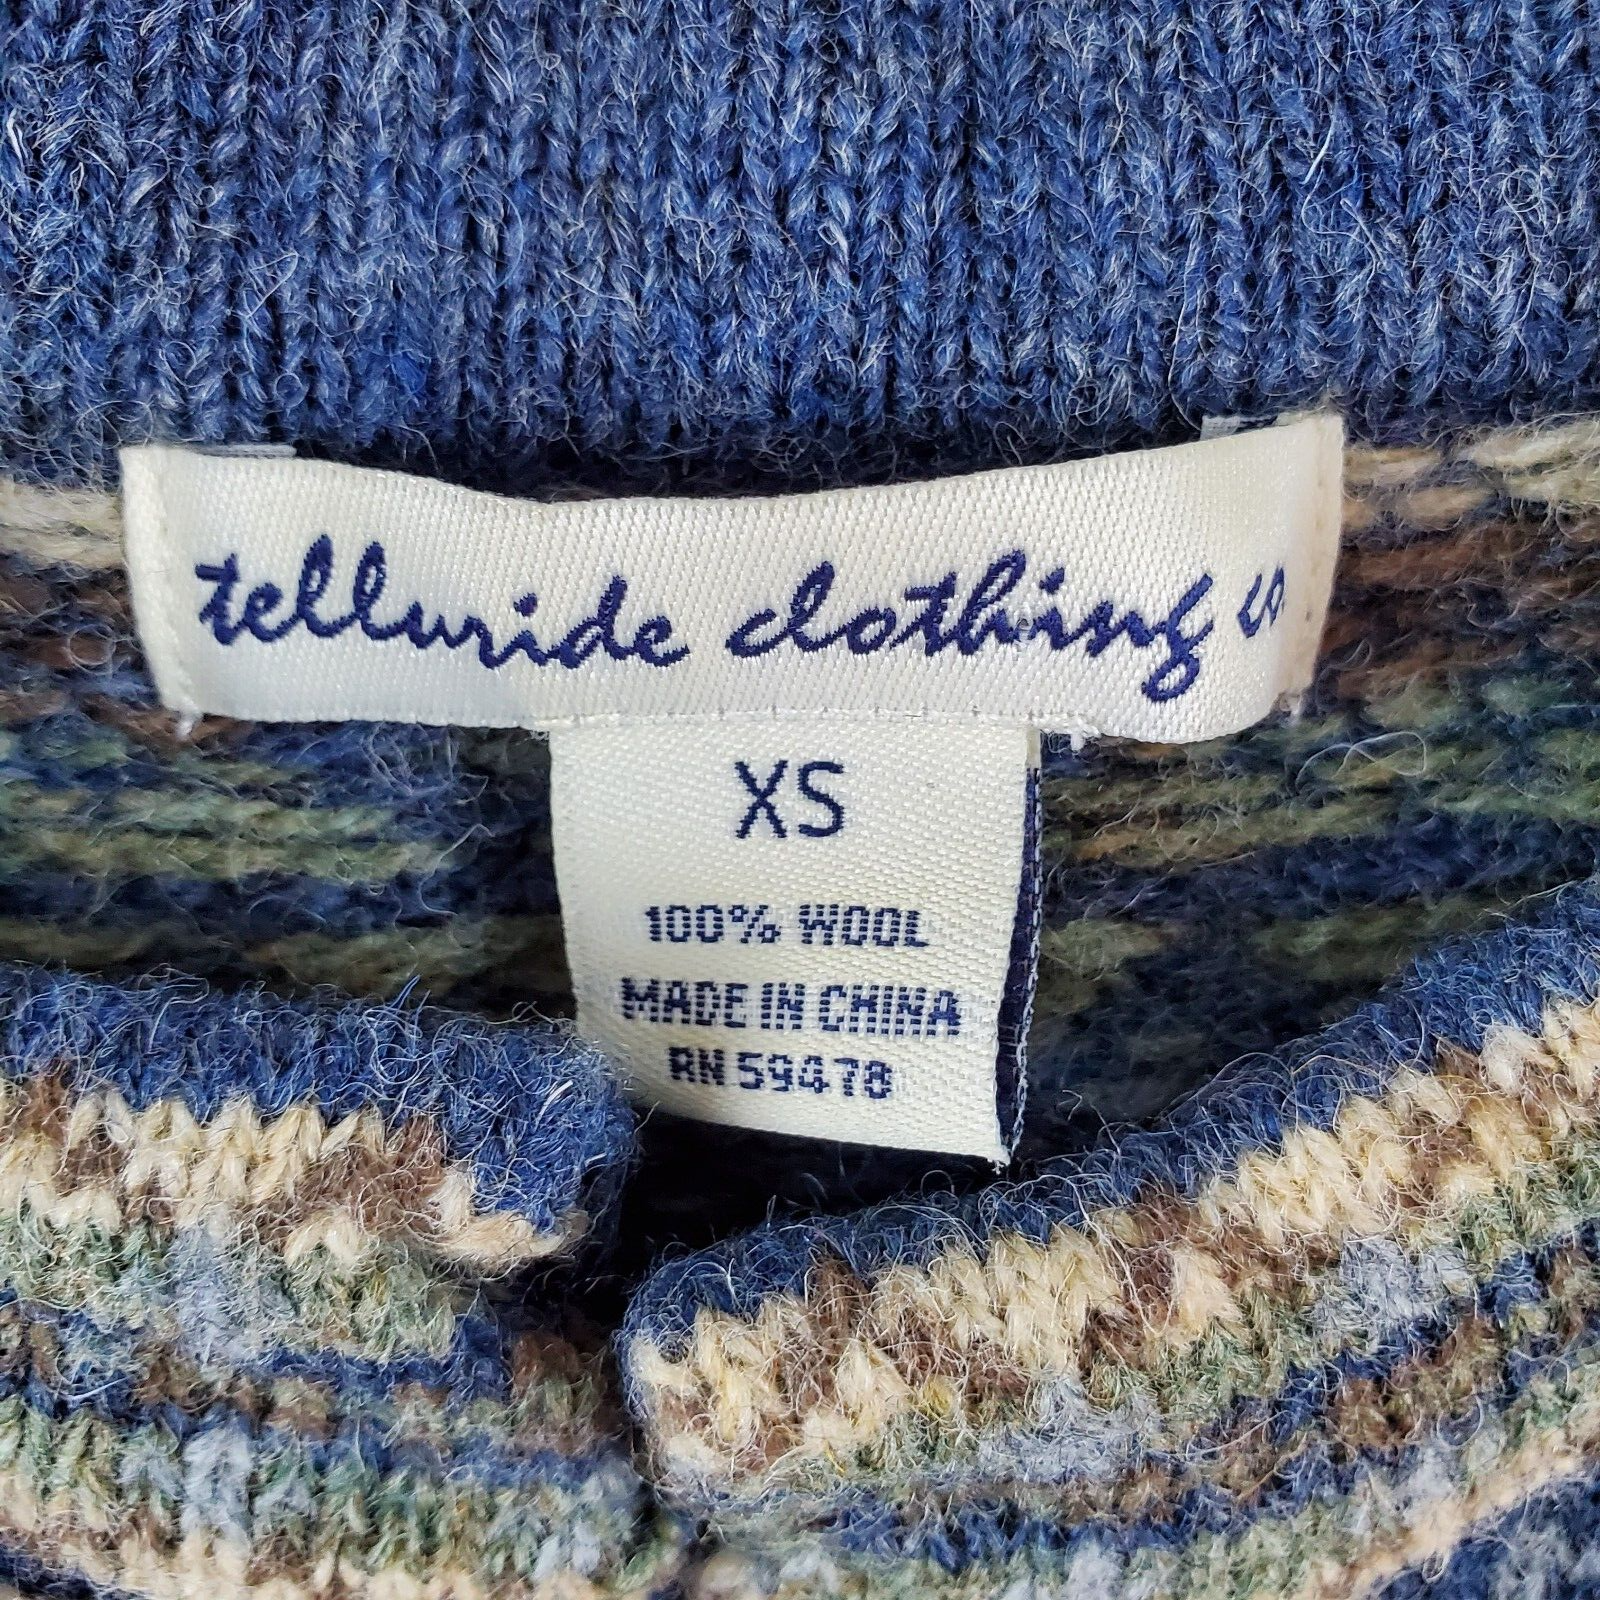 telluride clothing co.
XS
100% WOOL
MADE IN CHINA
RN 59478